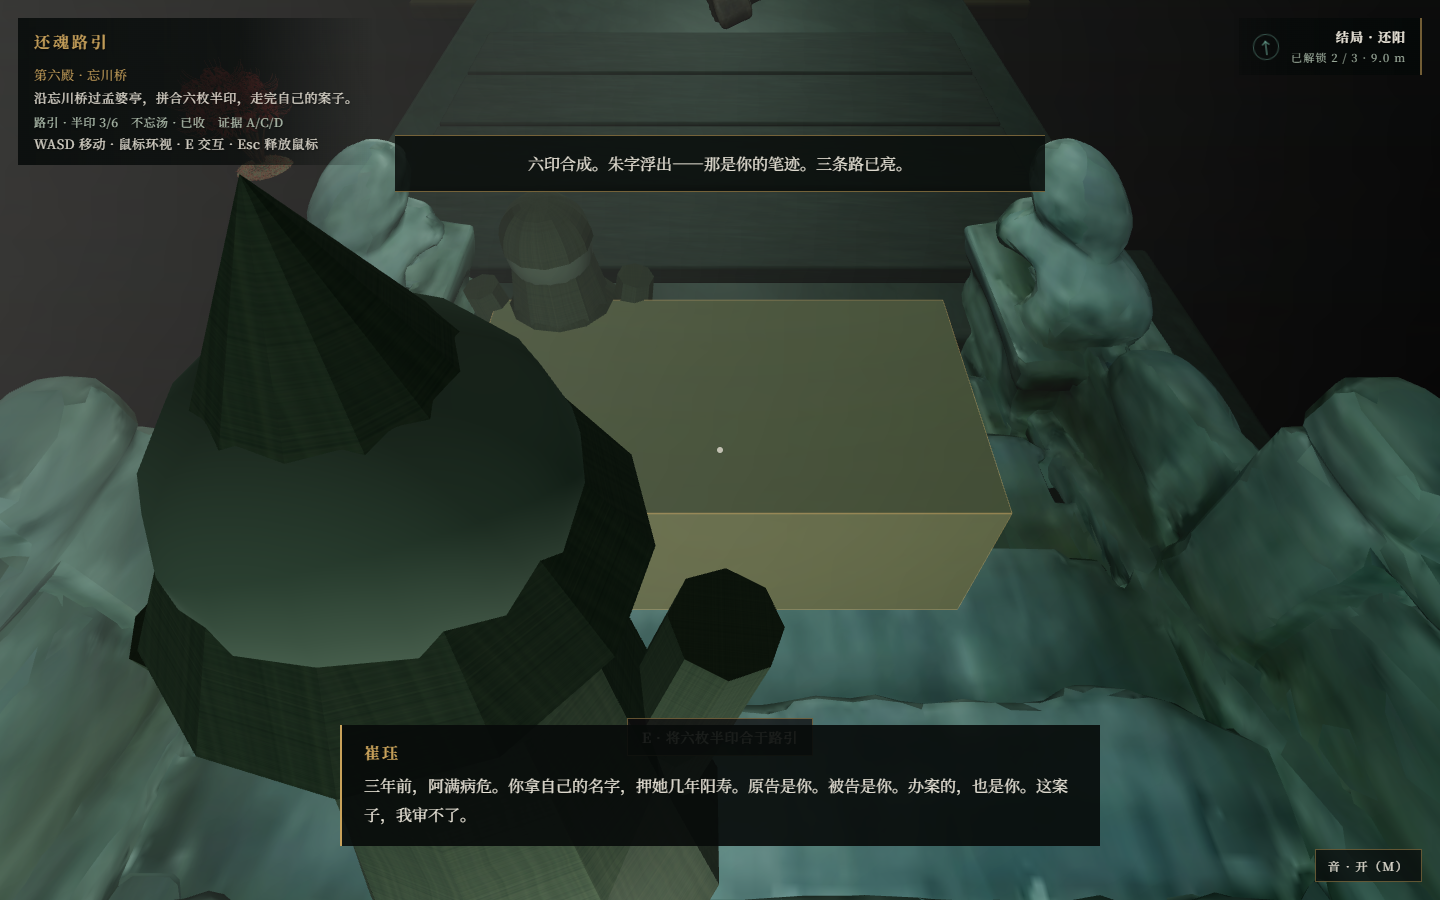 还魂路引
第六殿 · 忘川桥
沿忘川桥过孟婆亭，拼合六枚半印，走完自己的案子。
路引 · 半印 3/6 不忘汤 · 已收 证据 A/C/D
WASD 移动 · 鼠标环视 · E 交互 · Esc 释放鼠标
结局 · 还阳
已解锁 2 / 3 · 9.0 m
六印合成。朱字浮出——那是你的笔迹。三条路已亮。
E · 将六枚半印合于路引
崔珏
三年前，阿满病危。你拿自己的名字，押她几年阳寿。原告是你。被告是你。办案的，也是你。这案
子，我审不了。
音 · 开（M）